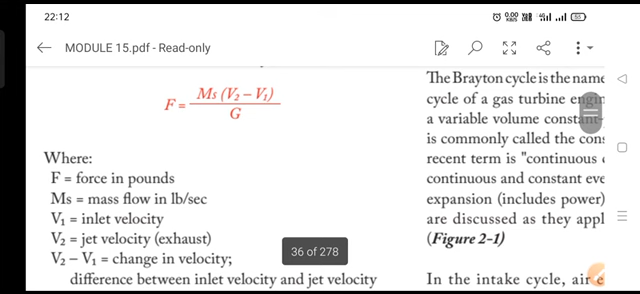 22:12
0.00
MODULE 15.pdf - Read-only
F = Ms (V₂ – V₁)
G
Where:
F = force in pounds
Ms = mass flow in lb/sec
V₁ = inlet velocity
V₂ = jet velocity (exhaust)
V₂ – V₁ = change in velocity;
difference between inlet velocity and jet velocity
36 of 278
The Brayton cycle is the name
cycle of a gas turbine
a variable volume
is commonly called the
recent term is "continuous
continuous and constant
expansion (includes power)
are discussed as they
(Figure 2-1)
In the intake cycle, air